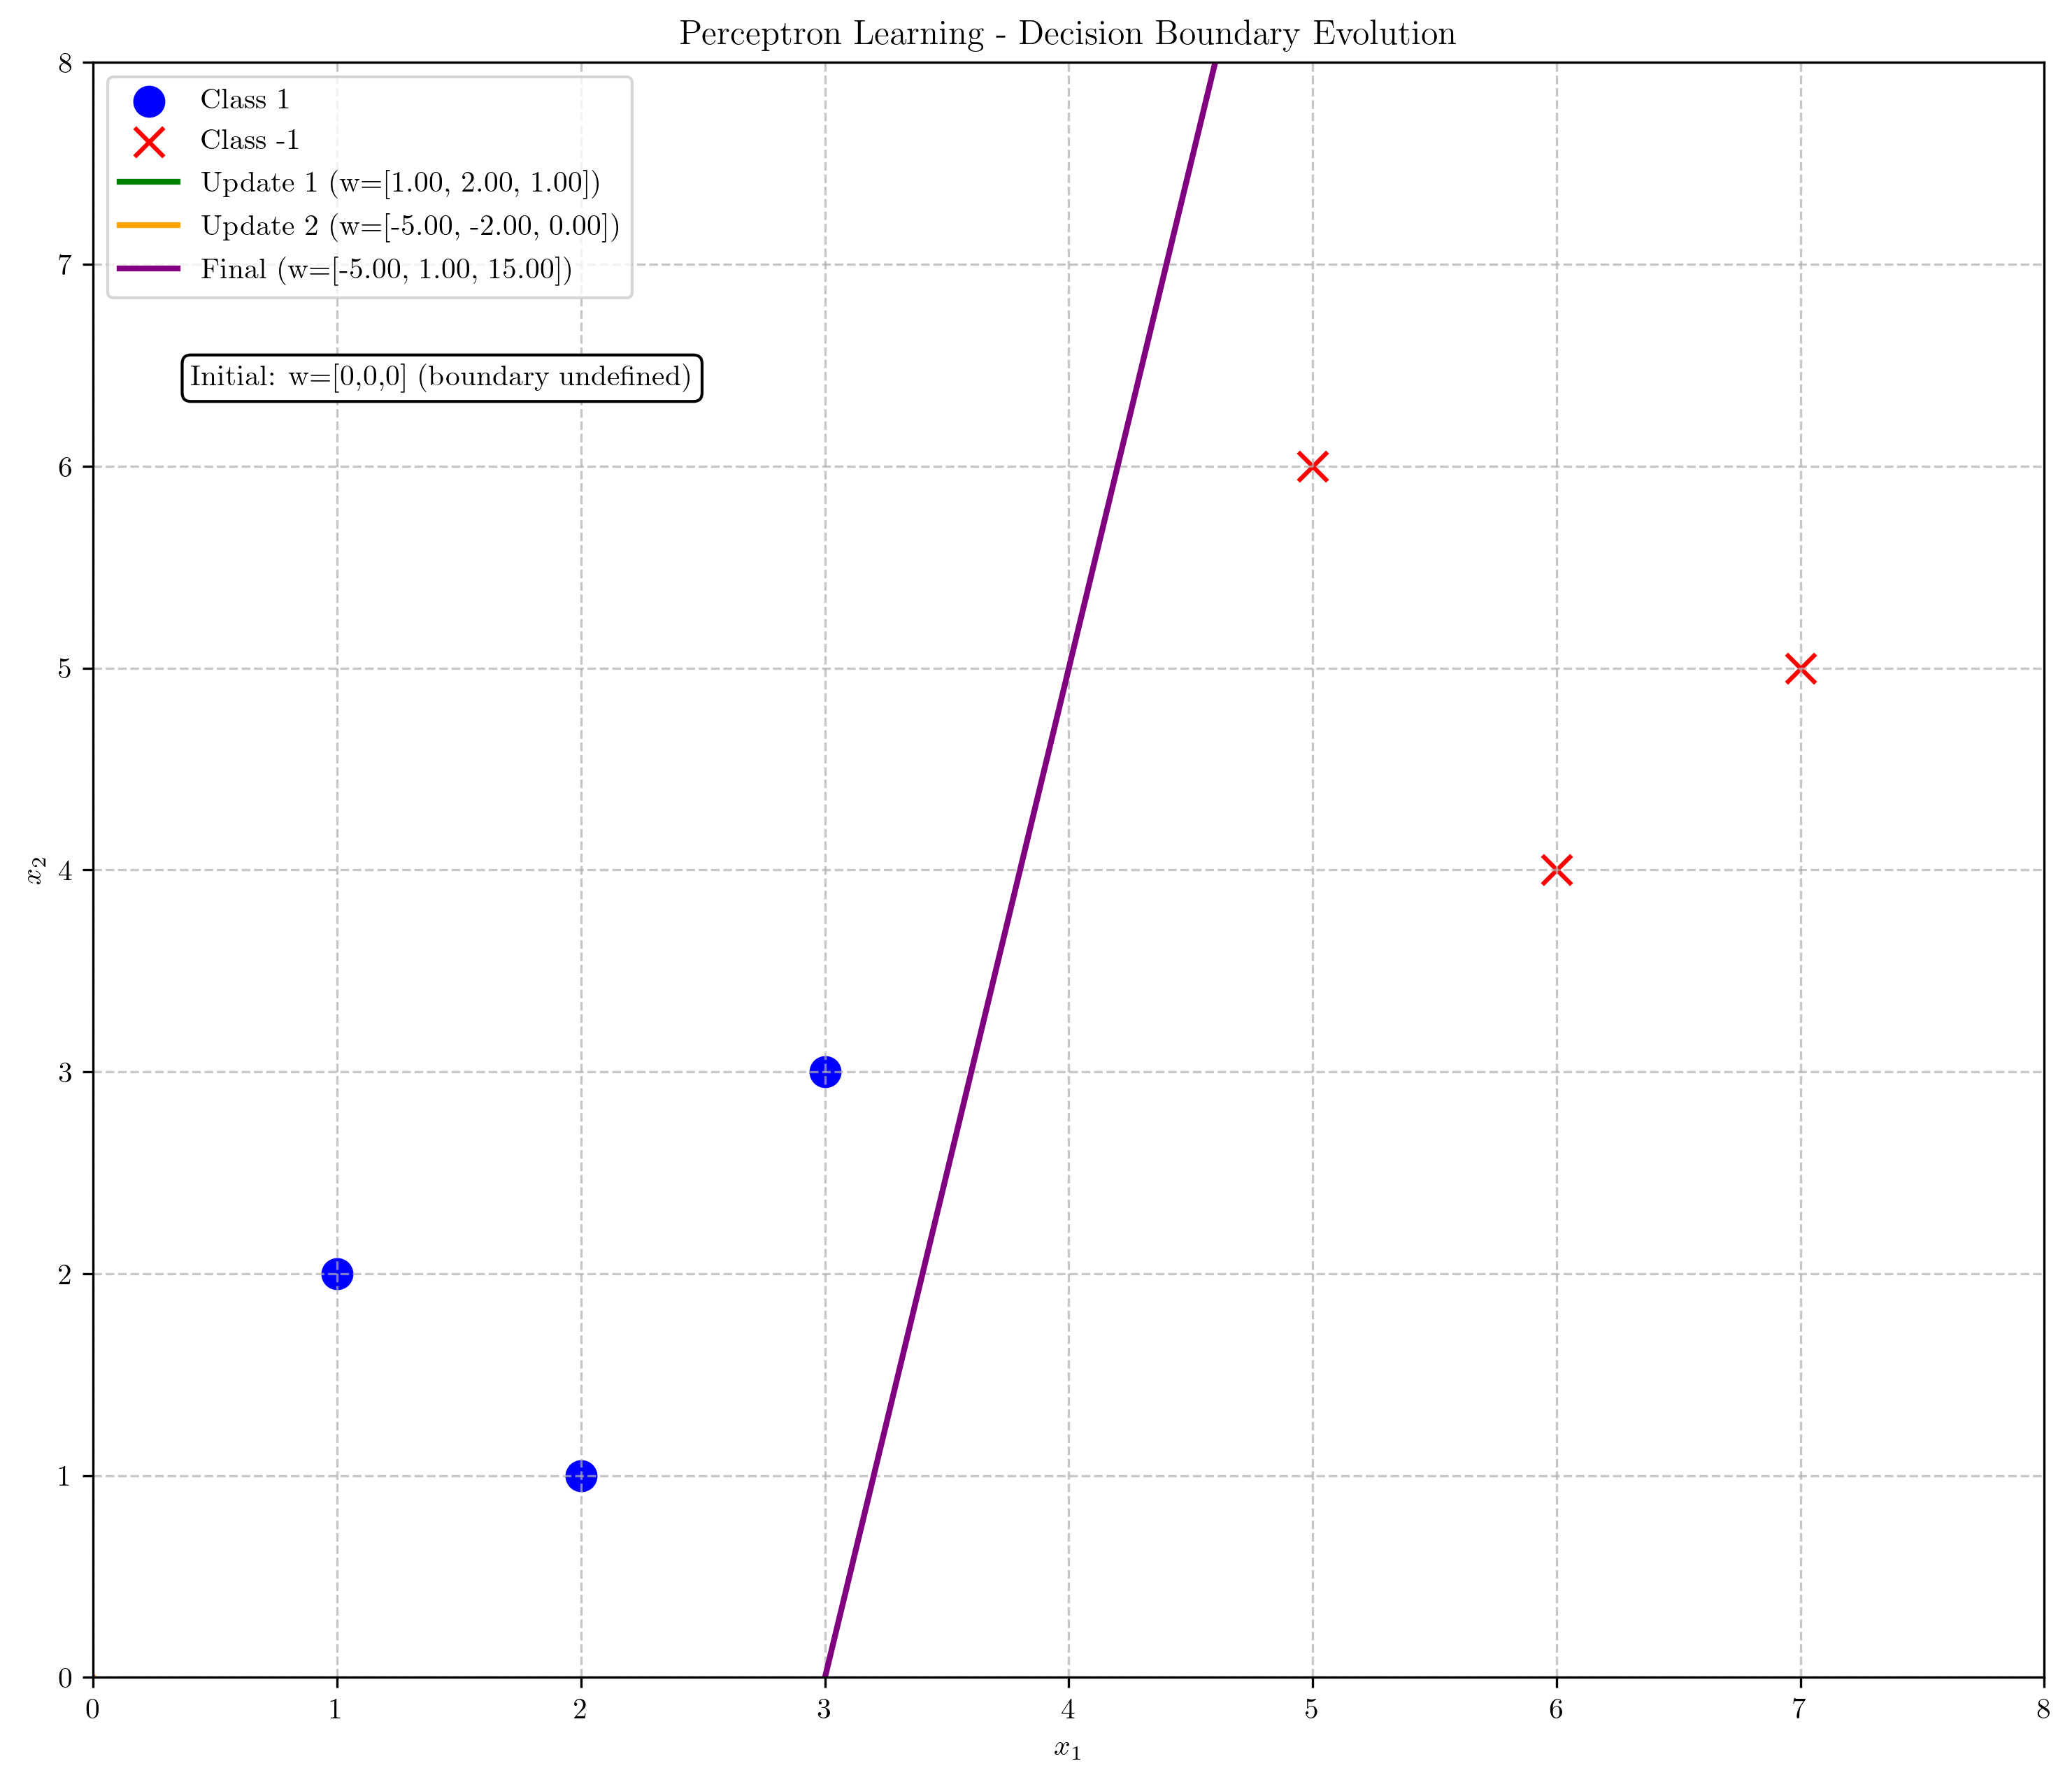 Perceptron Learning - Decision Boundary Evolution
Class 1
Class -1
Update 1 (w=[1.00, 2.00, 1.00])
Update 2 (w=[-5.00, -2.00, 0.00])
Final (w=[-5.00, 1.00, 15.00])
Initial: w=[0,0,0] (boundary undefined)
8
7
6
5
4
3
2
1
0
x₂
0 1 2 3 4 5 6 7 8
x₁